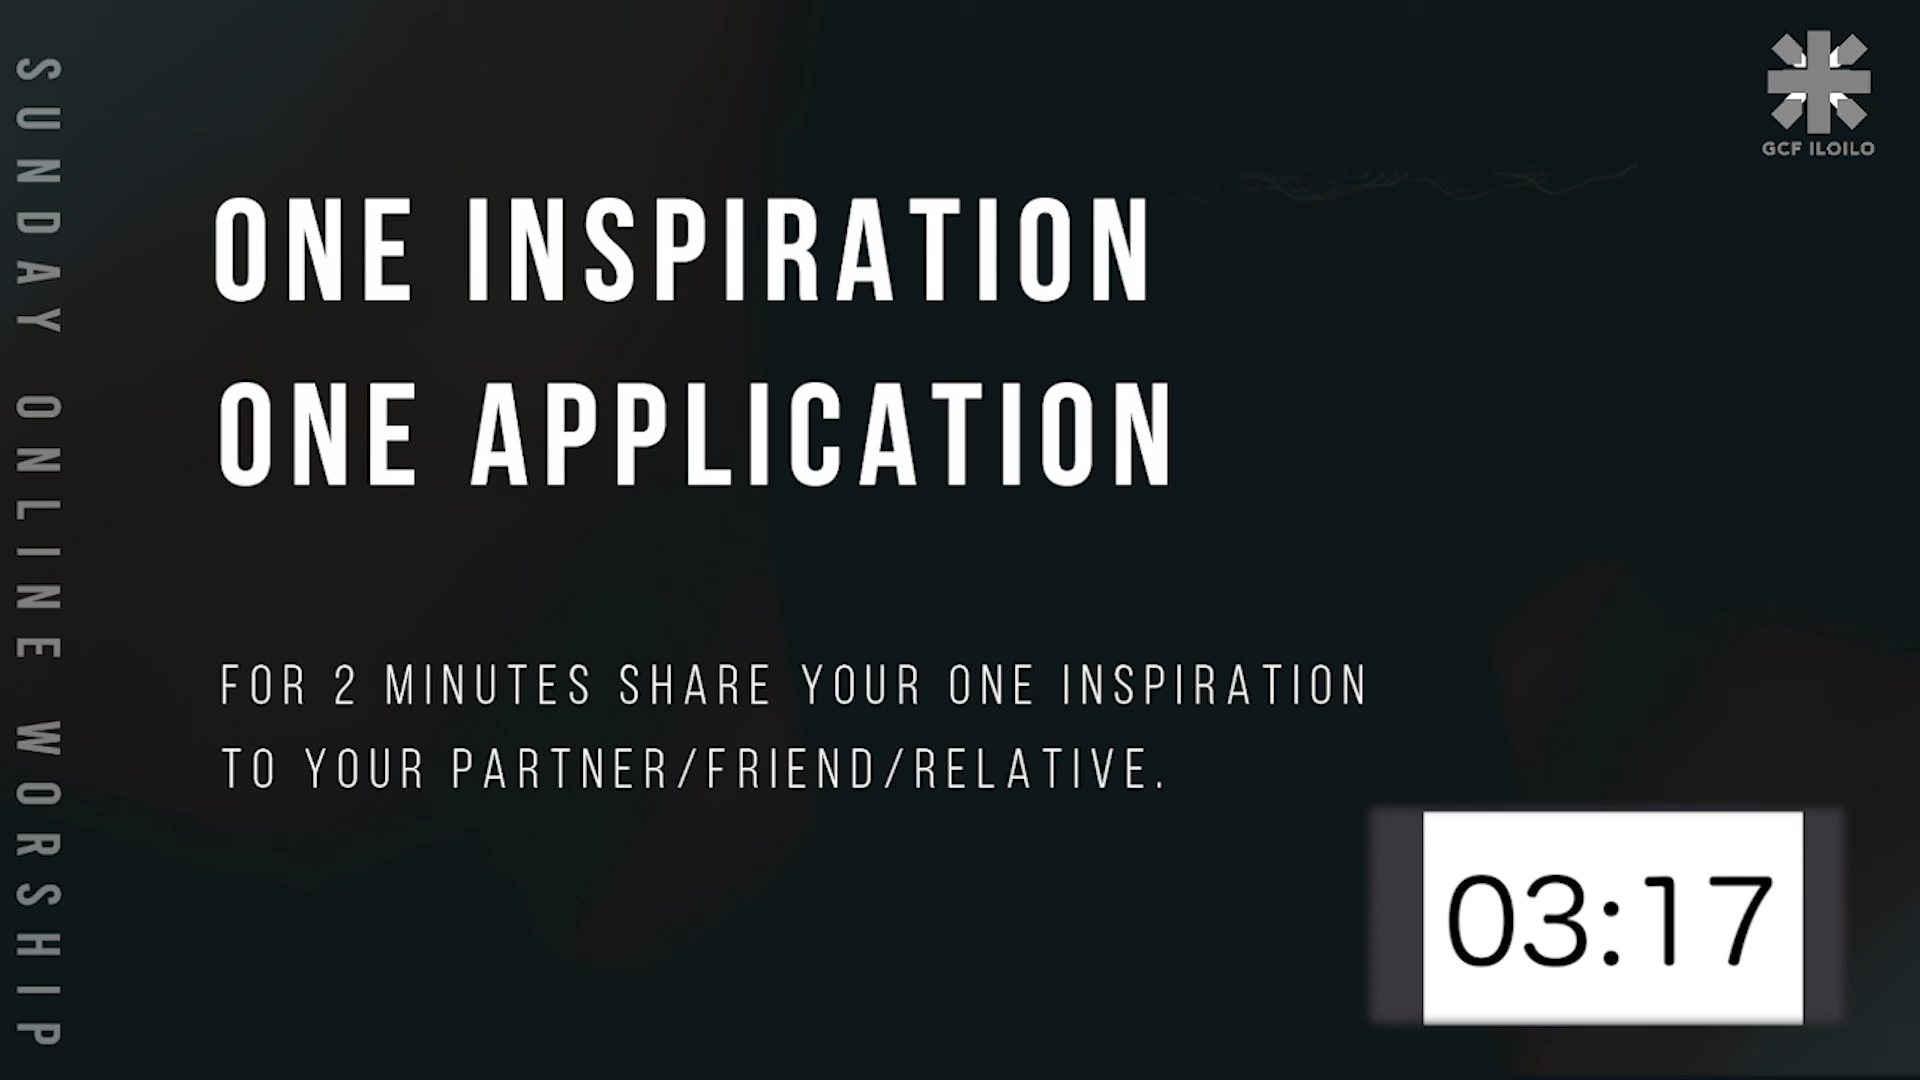 SUNDAY ONLINE WORSHIP
GCF ILOILO
ONE INSPIRATION
ONE APPLICATION
FOR 2 MINUTES SHARE YOUR ONE INSPIRATION
TO YOUR PARTNER/FRIEND/RELATIVE.
03:17